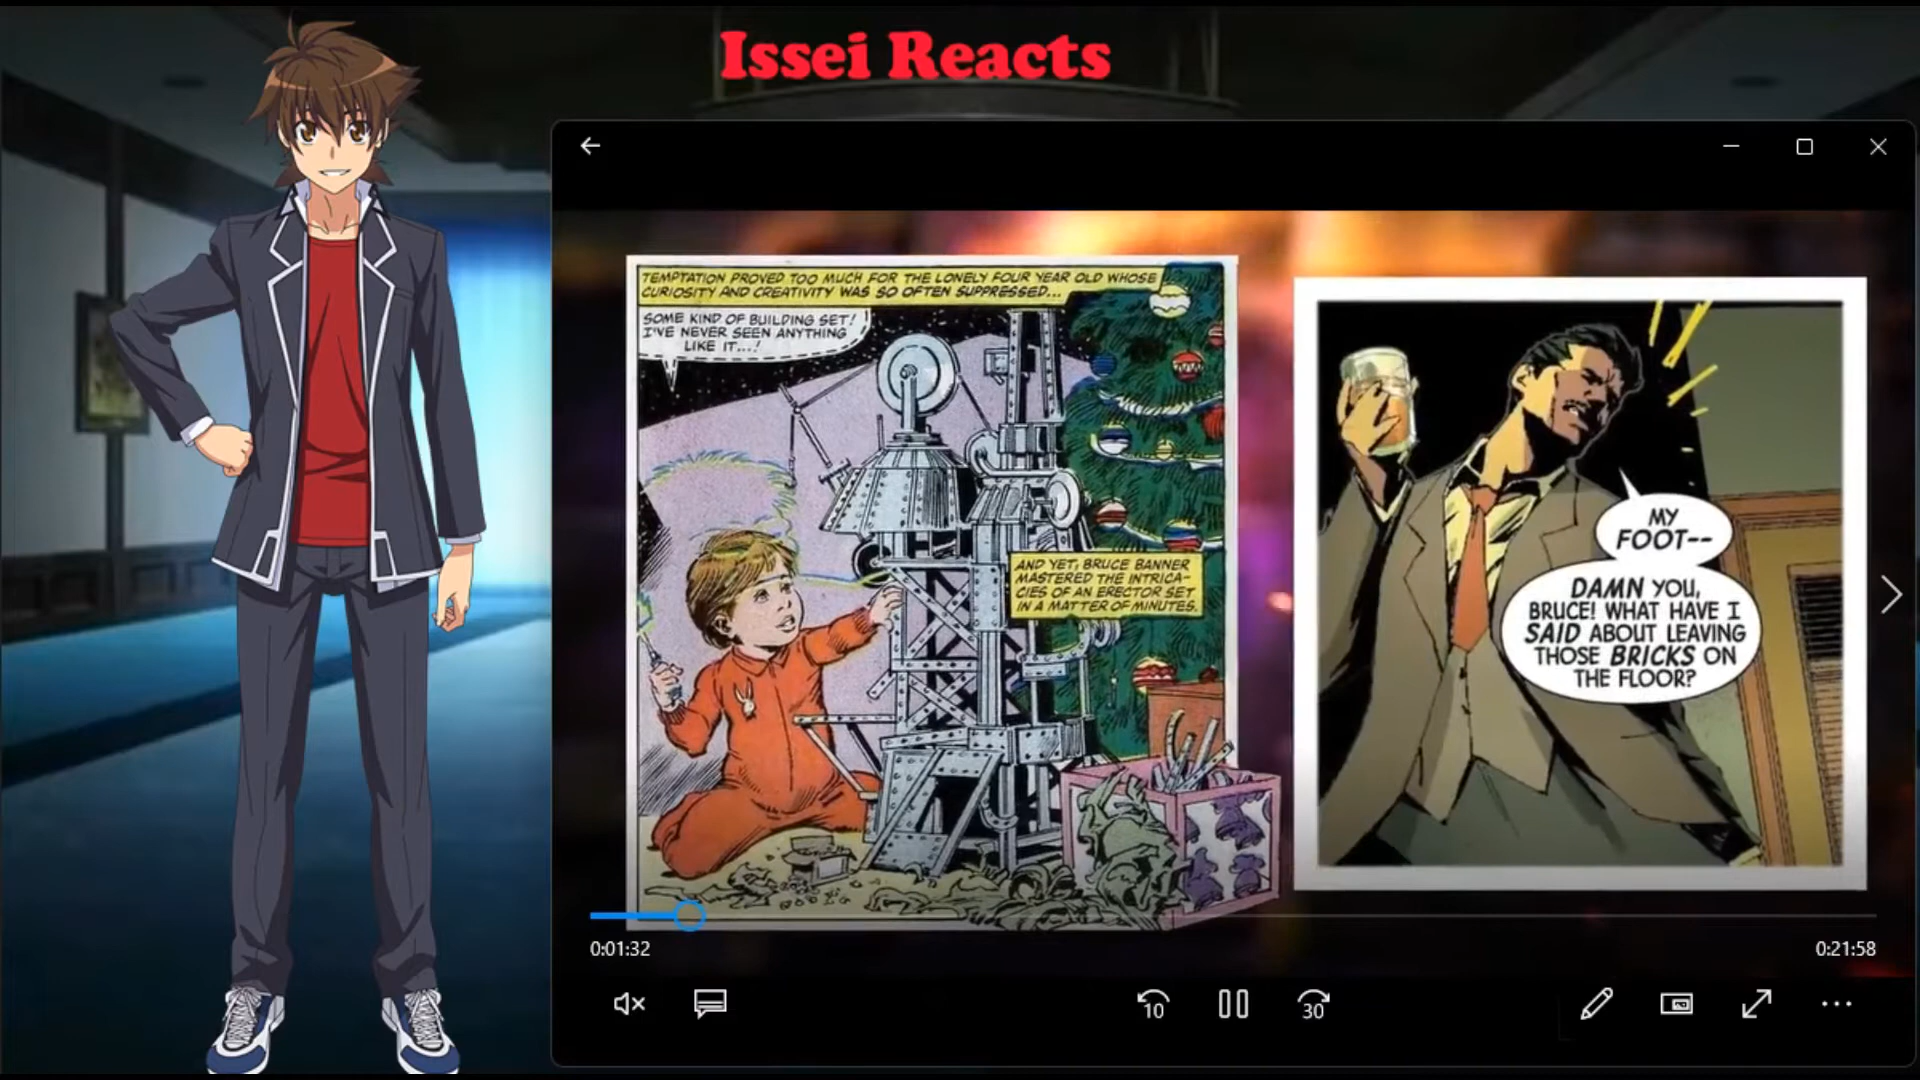 Issei Reacts
TEMPTATION PROVED TOO MUCH FOR THE LONELY FOUR YEAR OLD WHOSE
CURIOSITY AND CREATIVITY WAS SO OFTEN SUPPRESSED...
SOME KIND OF BUILDING SET!
I'VE NEVER SEEN ANYTHING
LIKE IT...!
AND YET, BRUCE BANNER
MASTERED THE INTRICA-
CIES OF AN ERECTOR SET
IN A MATTER OF MINUTES.
MY
FOOT--
DAMN YOU,
BRUCE! WHAT HAVE I
SAID ABOUT LEAVING
THOSE BRICKS ON
THE FLOOR?
0:01:32
0:21:58
10
30